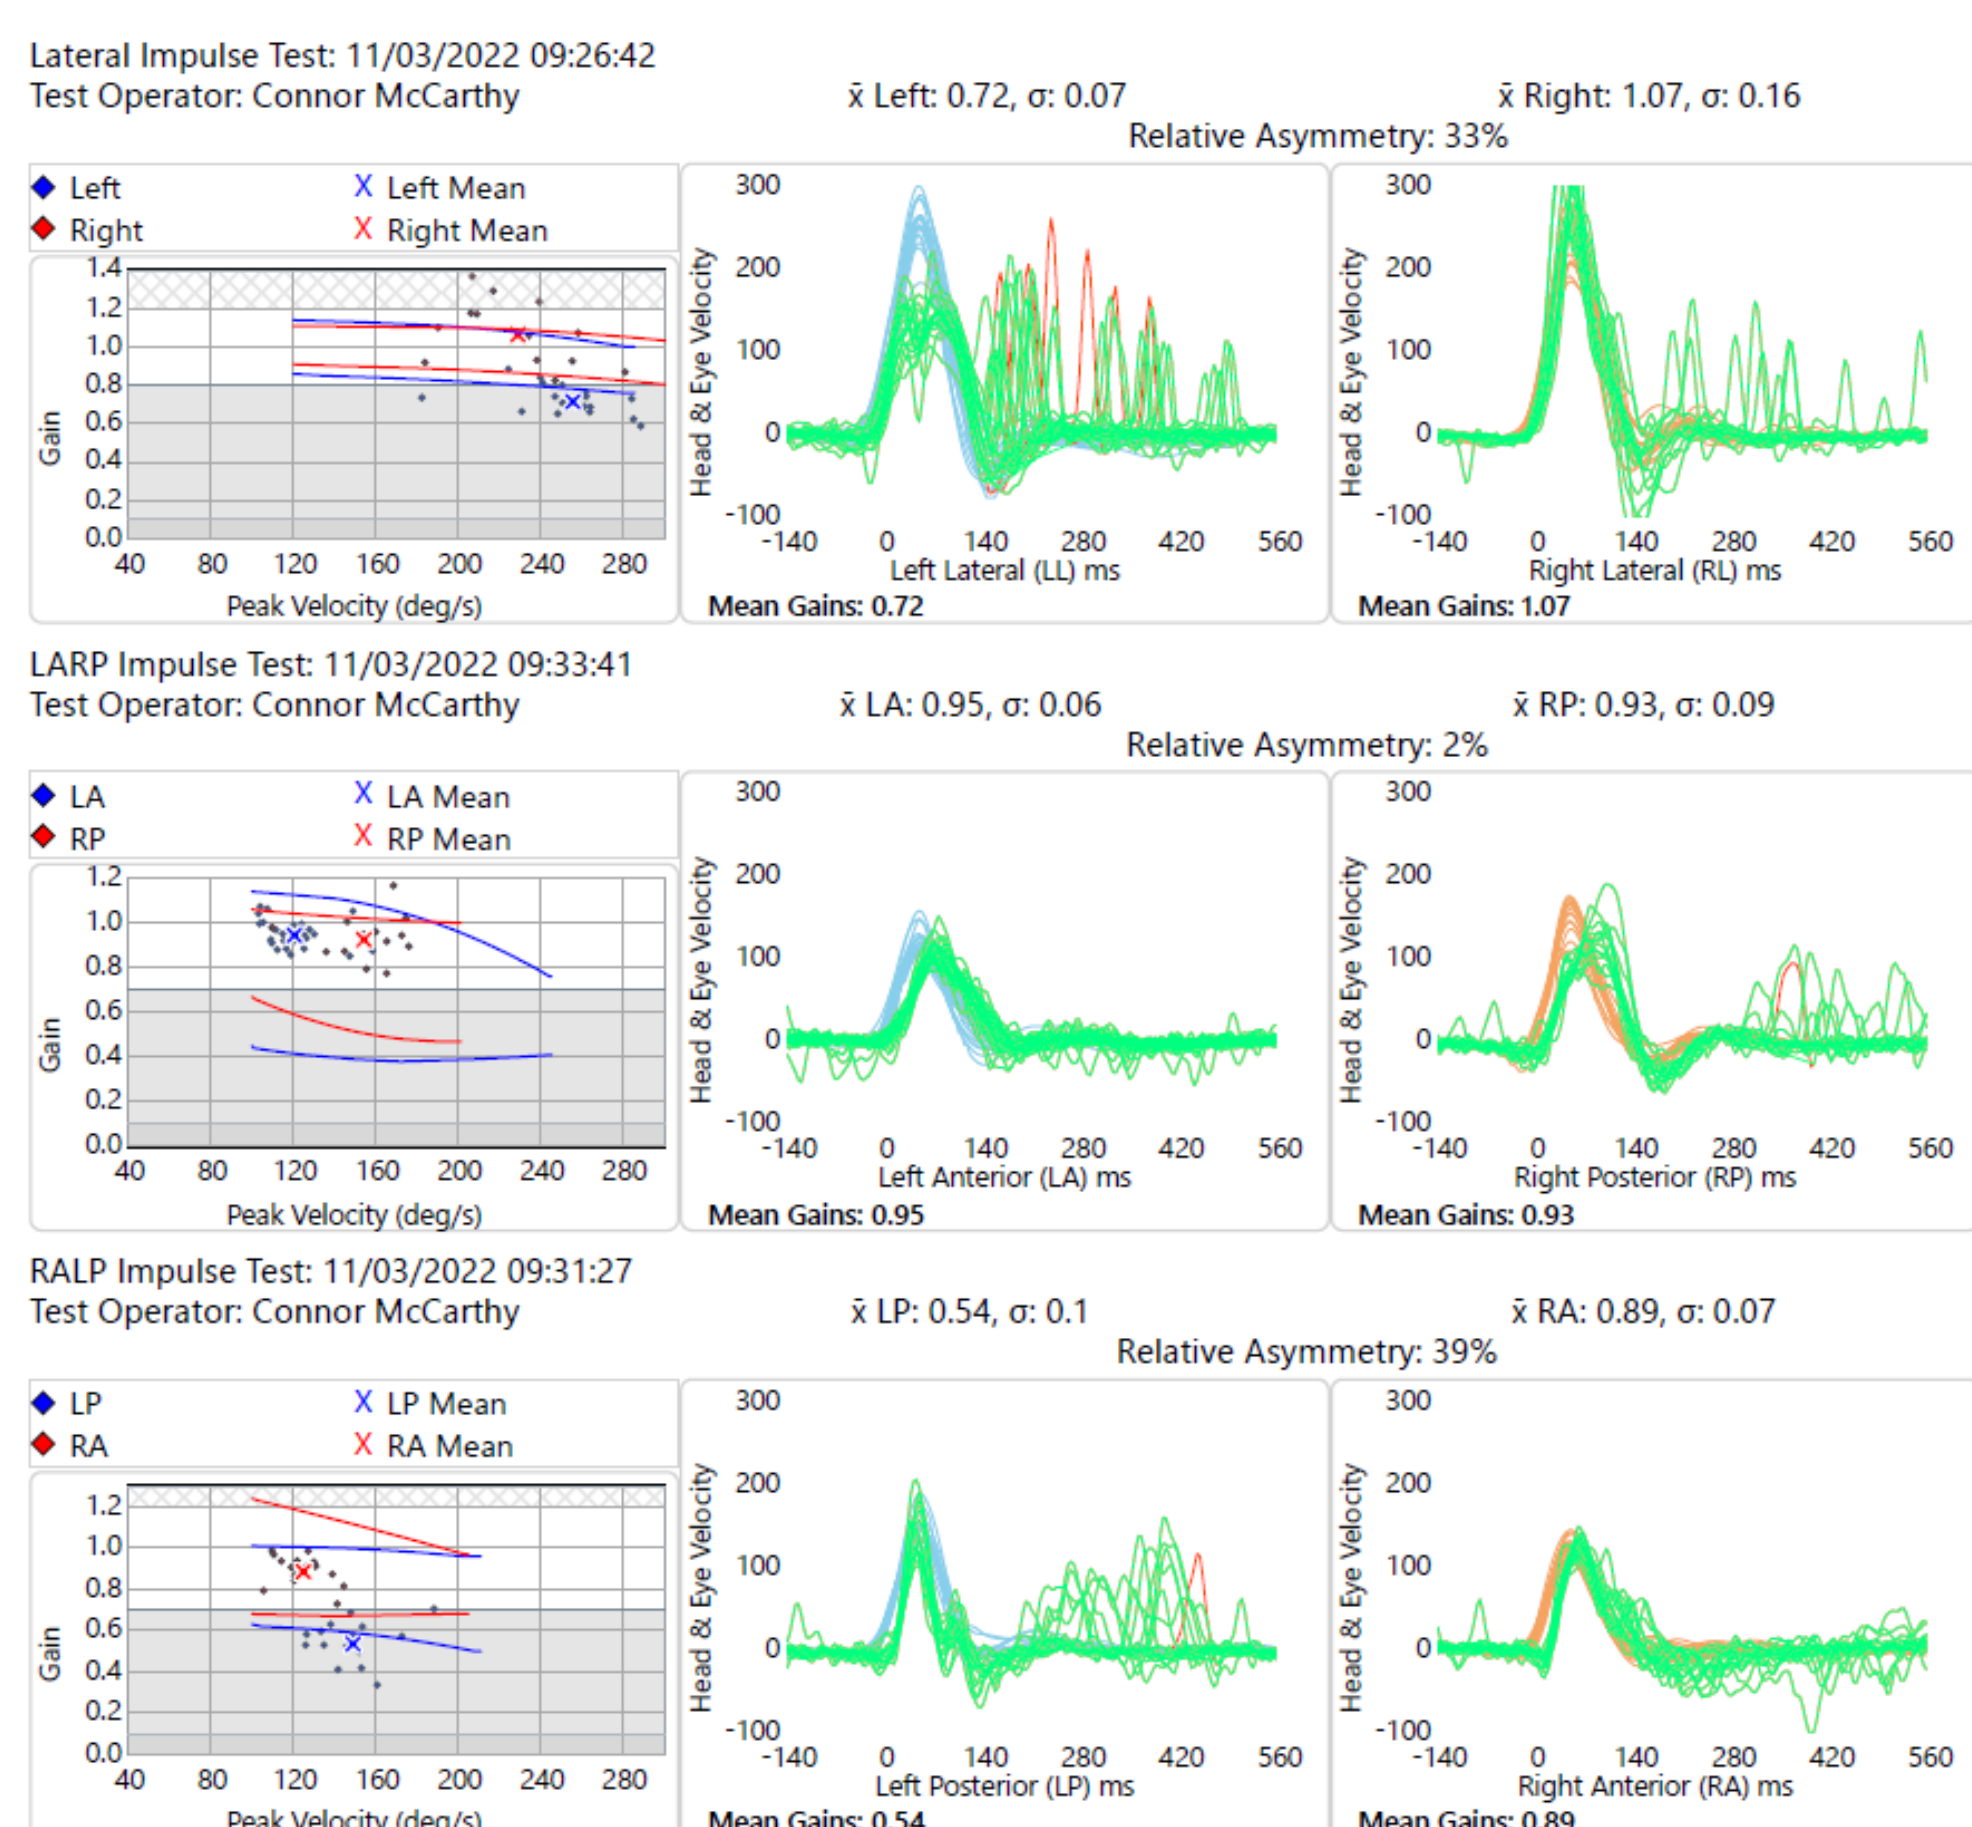 Lateral Impulse Test: 11/03/2022 09:26:42
Test Operator: Connor McCarthy
x̄ Left: 0.72, σ: 0.07
x̄ Right: 1.07, σ: 0.16
Relative Asymmetry: 33%
Left
X Left Mean
Right
X Right Mean
1.4
1.2
1.0
0.8
0.6
0.4
0.2
0.0
Gain
40 80 120 160 200 240 280
Peak Velocity (deg/s)
300
200
100
0
-100
Head & Eye Velocity
-140 0 140 280 420 560
Left Lateral (LL) ms
Mean Gains: 0.72
300
200
100
0
-100
Head & Eye Velocity
-140 0 140 280 420 560
Right Lateral (RL) ms
Mean Gains: 1.07
LARP Impulse Test: 11/03/2022 09:33:41
Test Operator: Connor McCarthy
x̄ LA: 0.95, σ: 0.06
x̄ RP: 0.93, σ: 0.09
Relative Asymmetry: 2%
LA
X LA Mean
RP
X RP Mean
1.2
1.0
0.8
0.6
0.4
0.2
0.0
Gain
40 80 120 160 200 240 280
Peak Velocity (deg/s)
300
200
100
0
-100
Head & Eye Velocity
-140 0 140 280 420 560
Left Anterior (LA) ms
Mean Gains: 0.95
300
200
100
0
-100
Head & Eye Velocity
-140 0 140 280 420 560
Right Posterior (RP) ms
Mean Gains: 0.93
RALP Impulse Test: 11/03/2022 09:31:27
Test Operator: Connor McCarthy
x̄ LP: 0.54, σ: 0.1
x̄ RA: 0.89, σ: 0.07
Relative Asymmetry: 39%
LP
X LP Mean
RA
X RA Mean
1.2
1.0
0.8
0.6
0.4
0.2
0.0
Gain
40 80 120 160 200 240 280
Peak Velocity (deg/s)
300
200
100
0
-100
Head & Eye Velocity
-140 0 140 280 420 560
Left Posterior (LP) ms
Mean Gains: 0.54
300
200
100
0
-100
Head & Eye Velocity
-140 0 140 280 420 560
Right Anterior (RA) ms
Mean Gains: 0.89